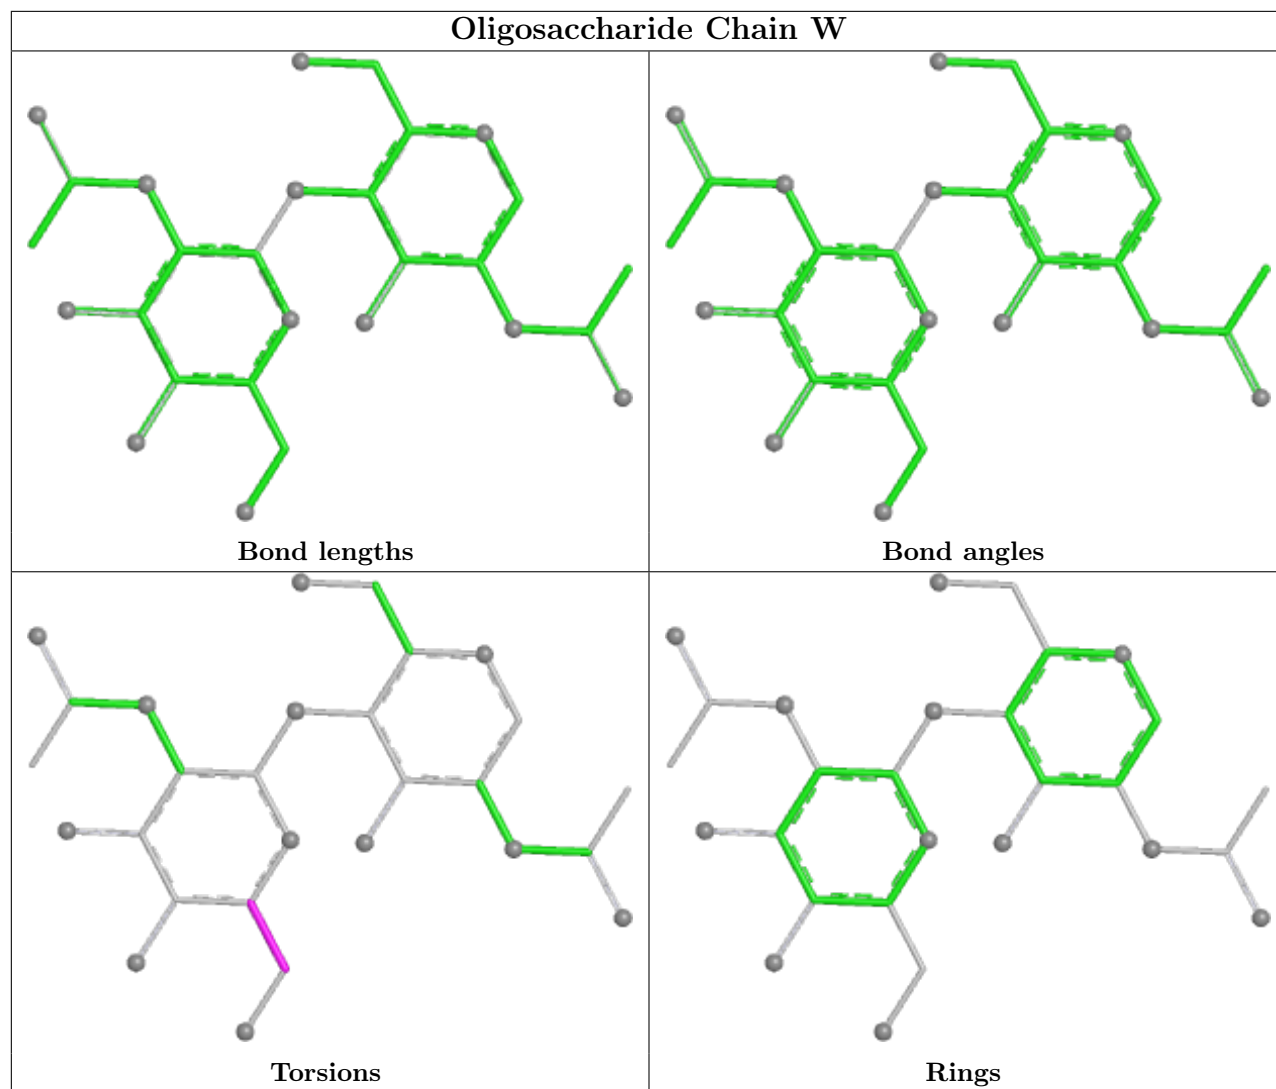 Oligosaccharide Chain W
Bond lengths
Bond angles
Torsions
Rings